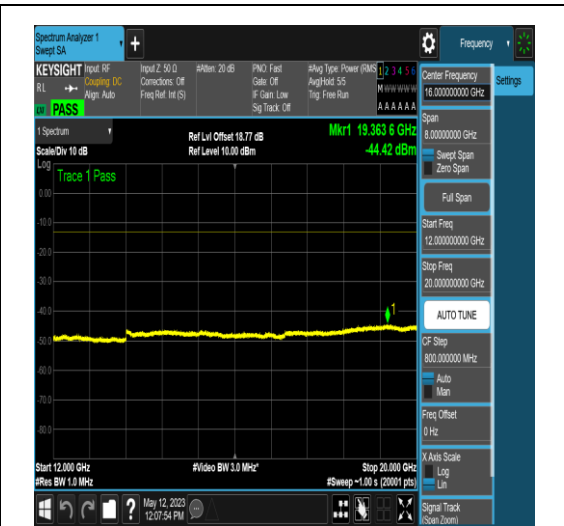 Spectrum Analyzer 1
Swept SA
Frequency
KEYSIGHT
RL
PASS
Input: RF
Coupling: DC
Align: Auto
Input Z: 50 Ω
Corrections: Off
Freq Ref: Int (S)
#Atten: 20 dB
PNO: Fast
Gate: Off
IF Gain: Low
Sig Track: Off
#Avg Type: Power (RMS
Avg|Hold: 5/5
Trig: Free Run
1 2 3 4 5 6
M W W W W W
A A A A A A
1 Spectrum
Scale/Div 10 dB
Log
Ref Lvl Offset 18.77 dB
Ref Level 10.00 dBm
Mkr1 19.363 6 GHz
-44.42 dBm
Trace 1 Pass
0.00
-10.0
-20.0
-30.0
-40.0
-50.0
-60.0
-70.0
-80.0
1
Start 12.000 GHz
#Res BW 1.0 MHz
#Video BW 3.0 MHz*
Stop 20.000 GHz
#Sweep ~1.00 s (20001 pts)
May 12, 2023
12:07:54 PM
Center Frequency
16.000000000 GHz
Settings
Span
8.00000000 GHz
Swept Span
Zero Span
Full Span
Start Freq
12.000000000 GHz
Stop Freq
20.000000000 GHz
AUTO TUNE
CF Step
800.000000 MHz
Auto
Man
Freq Offset
0 Hz
X Axis Scale
Log
Lin
Signal Track
(Span Zoom)